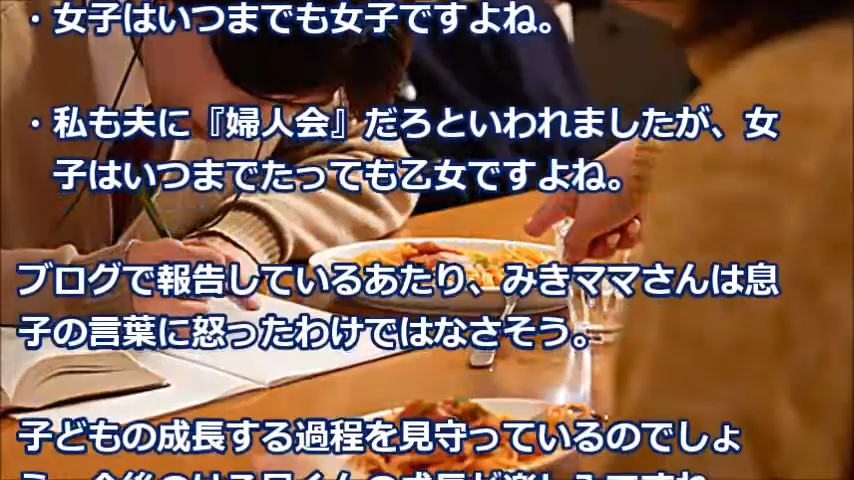 ・女子はいつまでも女子ですよね。
・私も夫に『婦人会』だろといわれましたが、女
子はいつまでたっても乙女ですよね。
ブログで報告しているあたり、みきママさんは息
子の言葉に怒ったわけではなさそう。
子どもの成長する過程を見守っているのでしょ